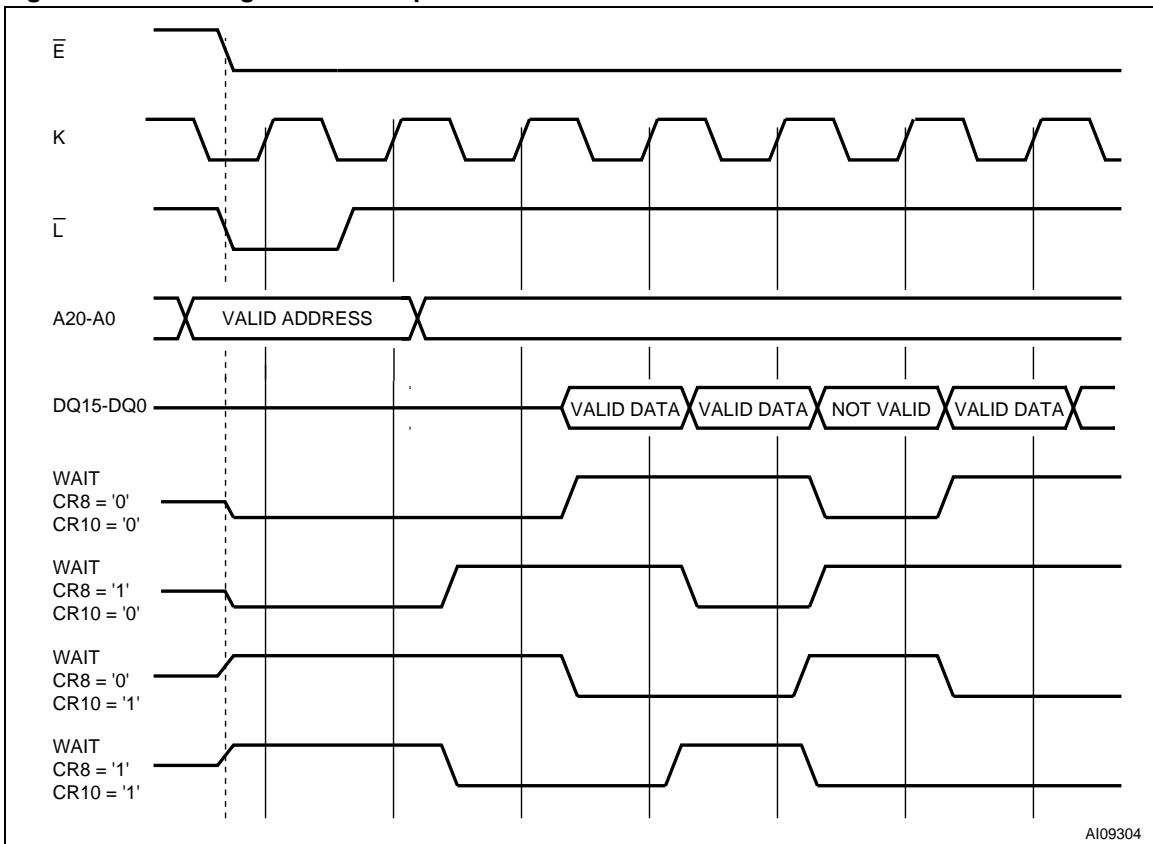 E
K
L
A20-A0
VALID ADDRESS
DQ15-DQ0
VALID DATA VALID DATA NOT VALID VALID DATA
WAIT
CR8 = '0'
CR10 = '0'
WAIT
CR8 = '1'
CR10 = '0'
WAIT
CR8 = '0'
CR10 = '1'
WAIT
CR8 = '1'
CR10 = '1'
AI09304